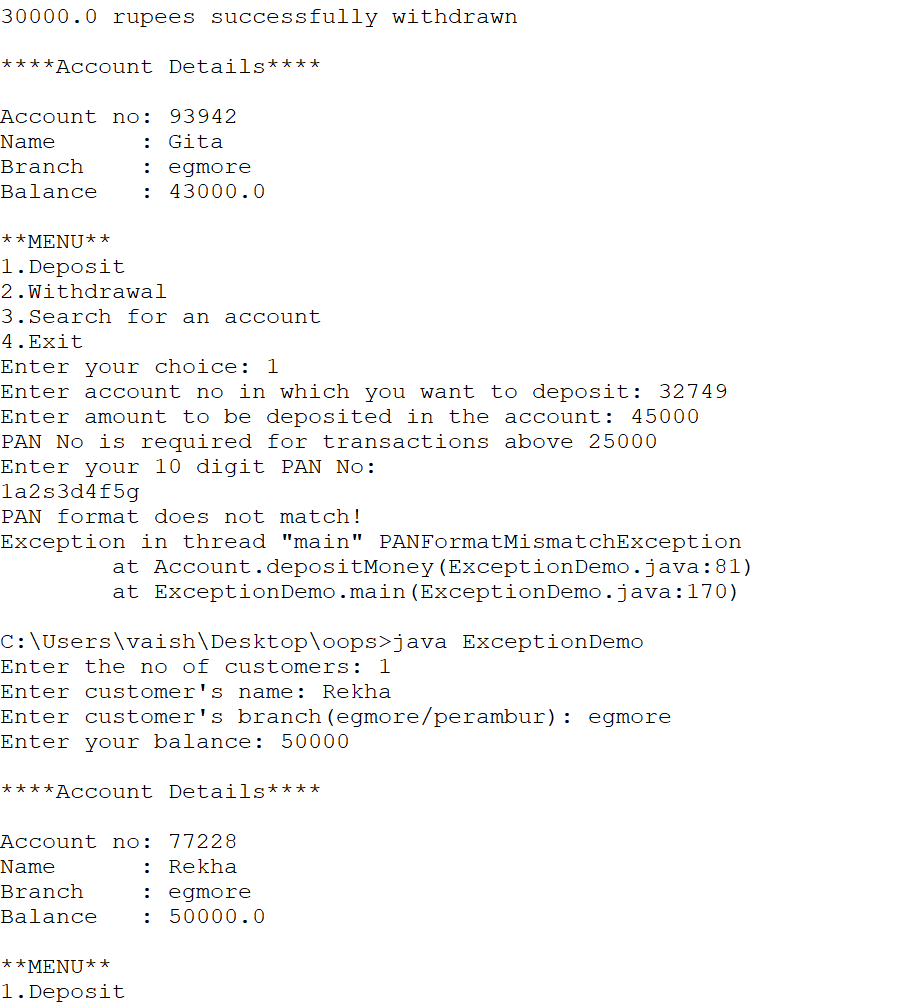 30000.0 rupees successfully withdrawn
****Account Details****
Account no: 93942
Name      : Gita
Branch    : egmore
Balance   : 43000.0
**MENU**
1.Deposit
2.Withdrawal
3.Search for an account
4.Exit
Enter your choice: 1
Enter account no in which you want to deposit: 32749
Enter amount to be deposited in the account: 45000
PAN No is required for transactions above 25000
Enter your 10 digit PAN No:
1a2s3d4f5g
PAN format does not match!
Exception in thread "main" PANFormatMismatchException
        at Account.depositMoney(ExceptionDemo.java:81)
        at ExceptionDemo.main(ExceptionDemo.java:170)
C:\Users\vaish\Desktop\oops>java ExceptionDemo
Enter the no of customers: 1
Enter customer's name: Rekha
Enter customer's branch(egmore/perambur): egmore
Enter your balance: 50000
****Account Details****
Account no: 77228
Name      : Rekha
Branch    : egmore
Balance   : 50000.0
**MENU**
1.Deposit